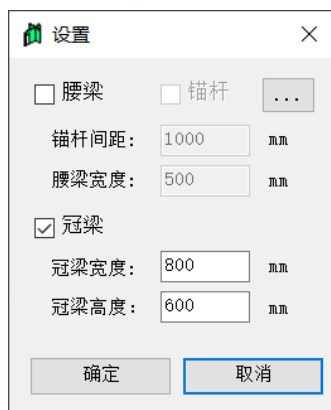 设置
腰梁 锚杆 ...
锚杆间距: 1000 mm
腰梁宽度: 500 mm
冠梁
冠梁宽度: 800 mm
冠梁高度: 600 mm
确定 取消